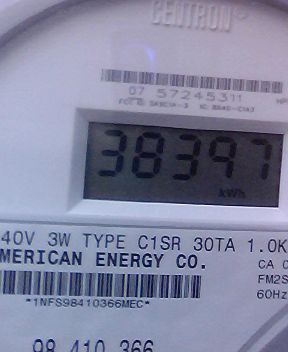 CENTRON
07 57245311
38397
kWh
40V 3W TYPE C1SR 30TA 1.0K
MERICAN ENERGY CO.
CA 0
FM2S
60Hz
*1NFS98410366MEC*
98 410 366